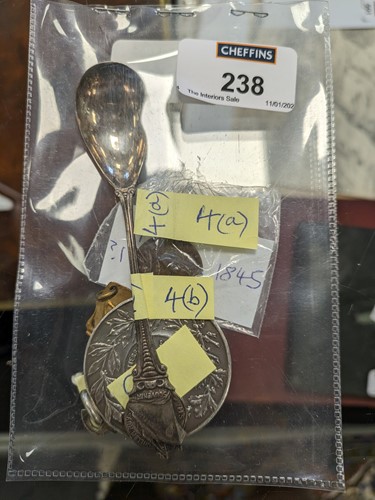 CHEFFINS
238
The Interiors Sale
11/01/202
4(a)
4(a)
?!
1845
4(b)